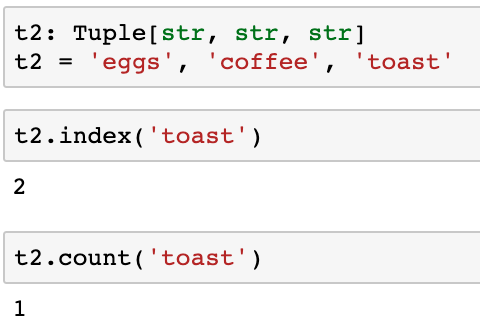 t2: Tuple[str, str, str]
t2 = 'eggs', 'coffee', 'toast'
t2.index('toast')
2
t2.count('toast')
1